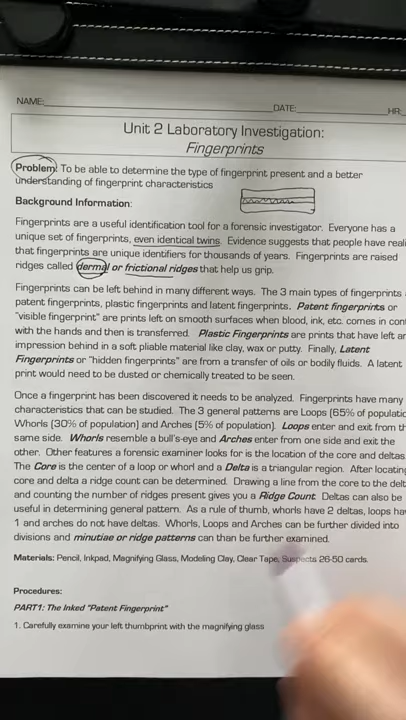 NAME: DATE: HR:
Unit 2 Laboratory Investigation:
Fingerprints
Problem: To be able to determine the type of fingerprint present and a better
understanding of fingerprint characteristics
Background Information:
Fingerprints are a useful identification tool for a forensic investigator. Everyone has a
unique set of fingerprints, even identical twins. Evidence suggests that people have
that fingerprints are unique identifiers for thousands of years. Fingerprints are raised
ridges called dermal or frictional ridges that help us grip.
Fingerprints can be left behind in many different ways. The 3 main types of fingerprints
patent fingerprints, plastic fingerprints and latent fingerprints. Patent fingerprints or
"visible fingerprint" are prints left on smooth surfaces when blood, ink, etc. comes in
with the hands and then is transferred. Plastic Fingerprints are prints that have left
impression behind in a soft pliable material like clay, wax or putty. Finally, Latent
Fingerprints or "hidden fingerprints" are from a transfer of oils or bodily fluids. A latent
print would need to be dusted or chemically treated to be seen.
Once a fingerprint has been discovered it needs to be analyzed. Fingerprints have many
characteristics that can be studied. The 3 general patterns are Loops (65% of
Whorls (30% of population) and Arches (5% of population). Loops enter and exit from
same side. Whorls resemble a bull's-eye and Arches enter from one side and exit the
other. Other features a forensic examiner looks for is the location of the core and deltas
The Core is the center of a loop or whorl and a Delta is a triangular region. After locating
core and delta a ridge count can be determined. Drawing a line from the core to the
and counting the number of ridges present gives you a Ridge Count. Deltas can also be
useful in determining general pattern. As a rule of thumb, whorls have 2 deltas, loops
1 and arches do not have deltas. Whorls, Loops and Arches can be further divided into
divisions and minutiae or ridge patterns can than be further examined.
Materials: Pencil, Inkpad, Magnifying Glass, Modeling Clay, Clear Tape, Suspects 26-50 cards.
Procedures:
PART1: The Inked "Patent Fingerprint"
1. Carefully examine your left thumbprint with the magnifying glass